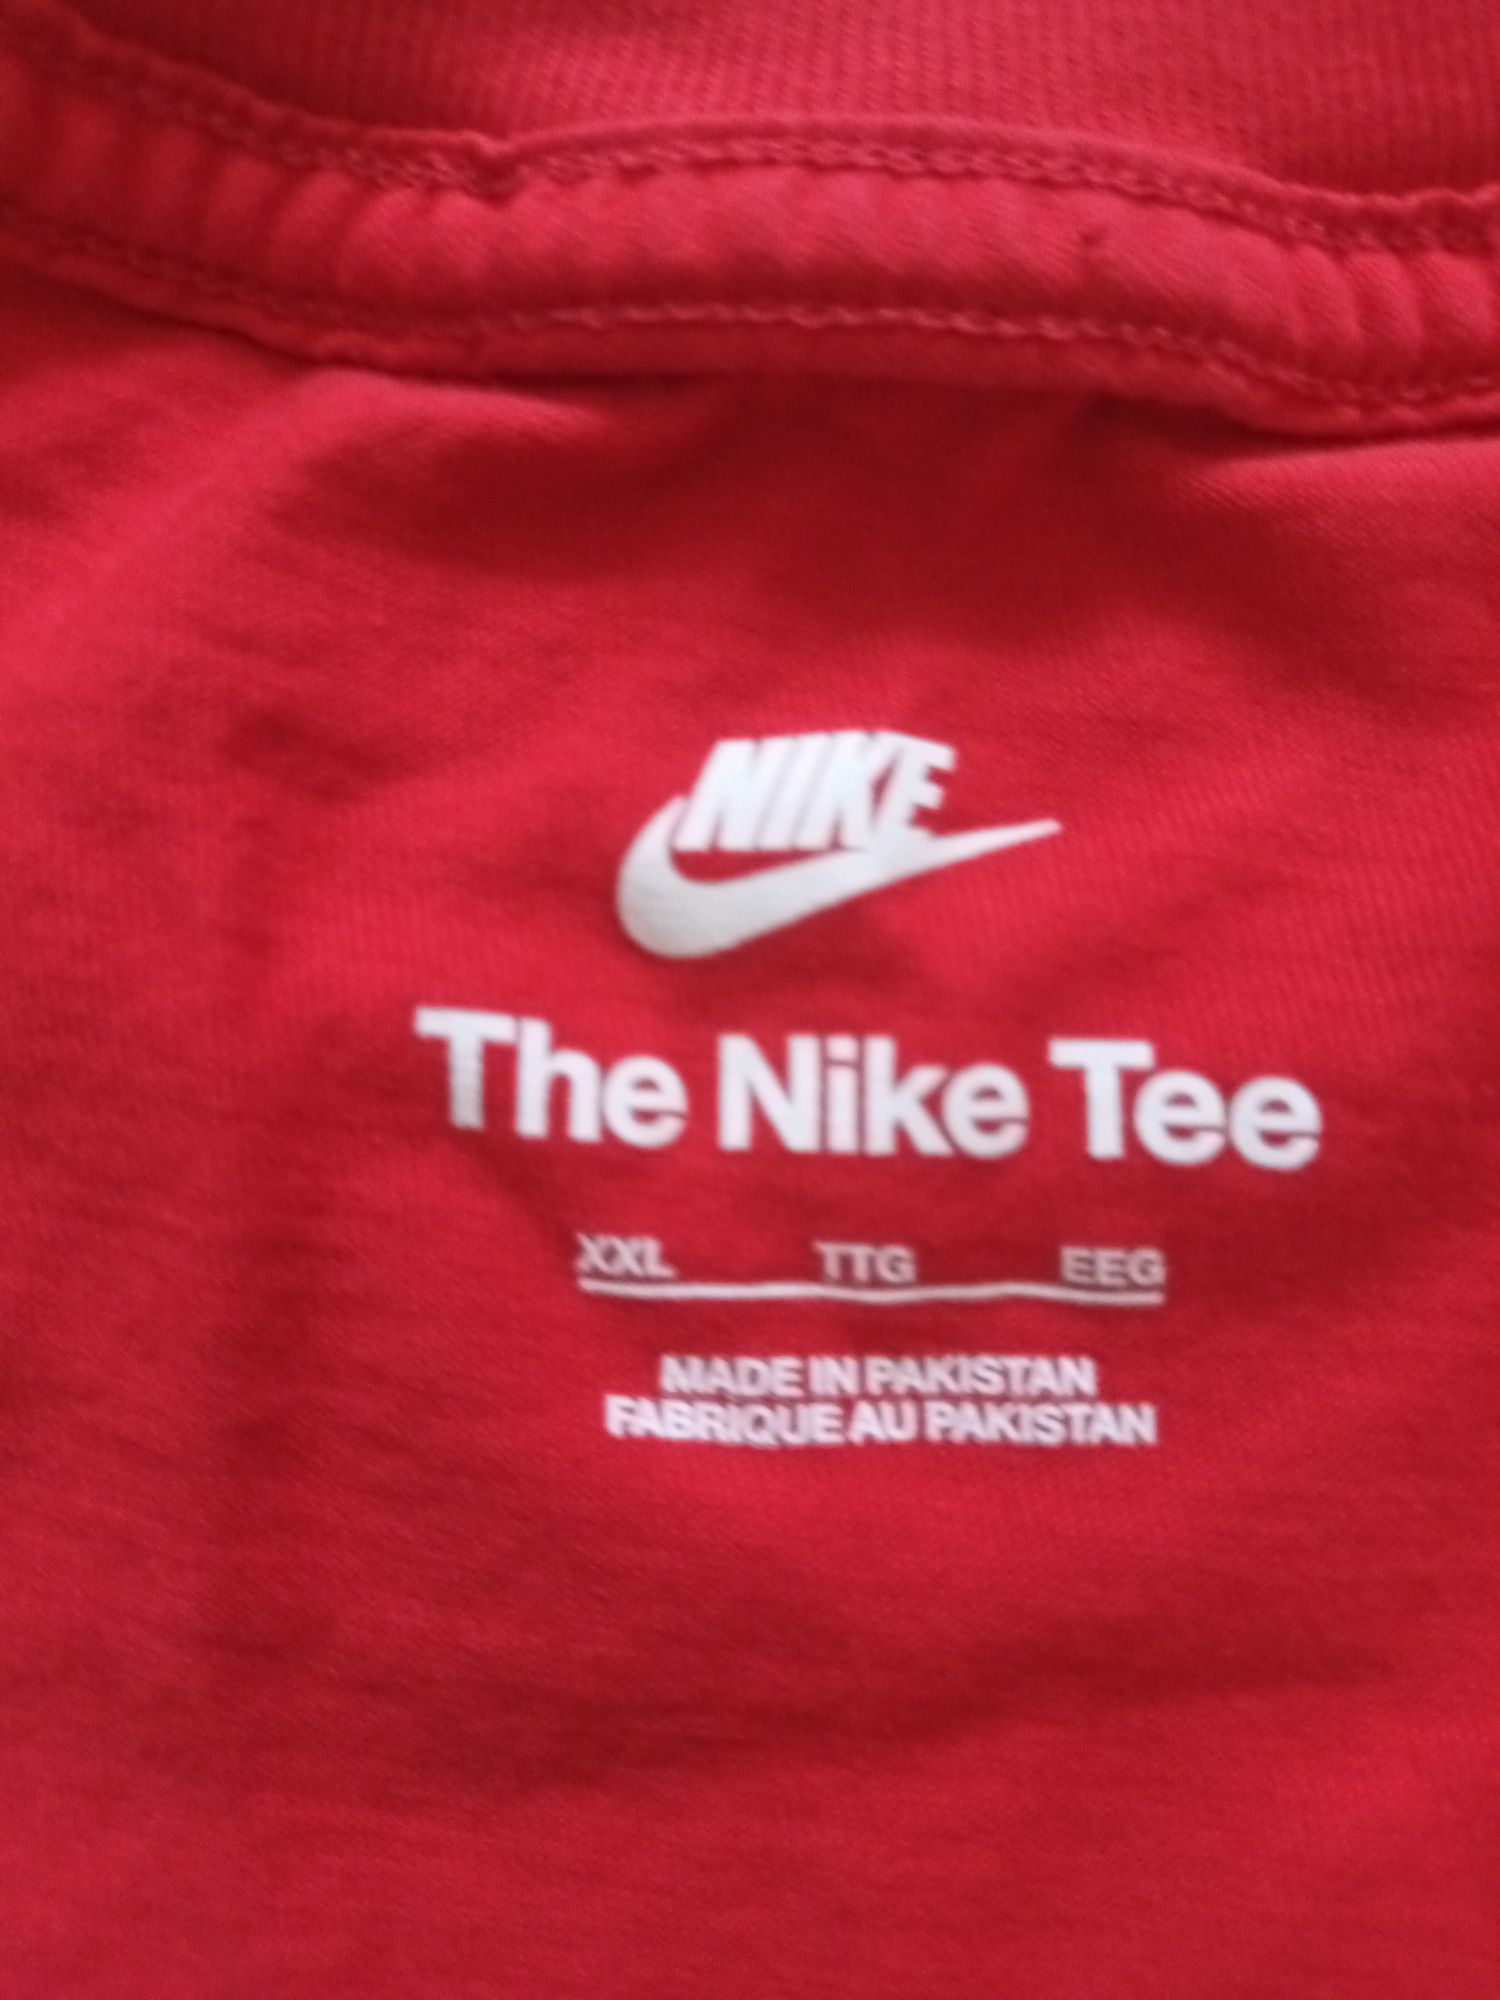 NIKE
The Nike Tee
XXL TTG EEG
MADE IN PAKISTAN
FABRIQUE AU PAKISTAN